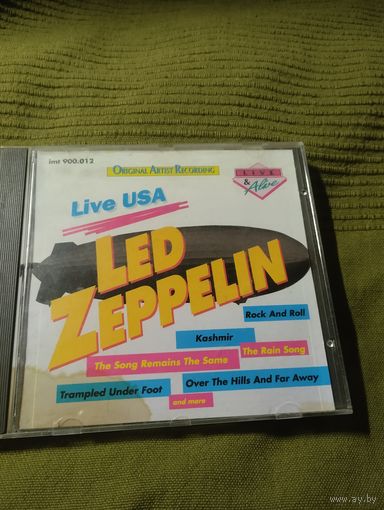 imt 900.012
ORIGINAL ARTIST RECORDING
LIVE
& Alive
Live USA
LED
ZEPPELIN
Rock And Roll
Kashmir
The Rain Song
The Song Remains The Same
Over The Hills And Far Away
Trampled Under Foot
and more
www.ay.by